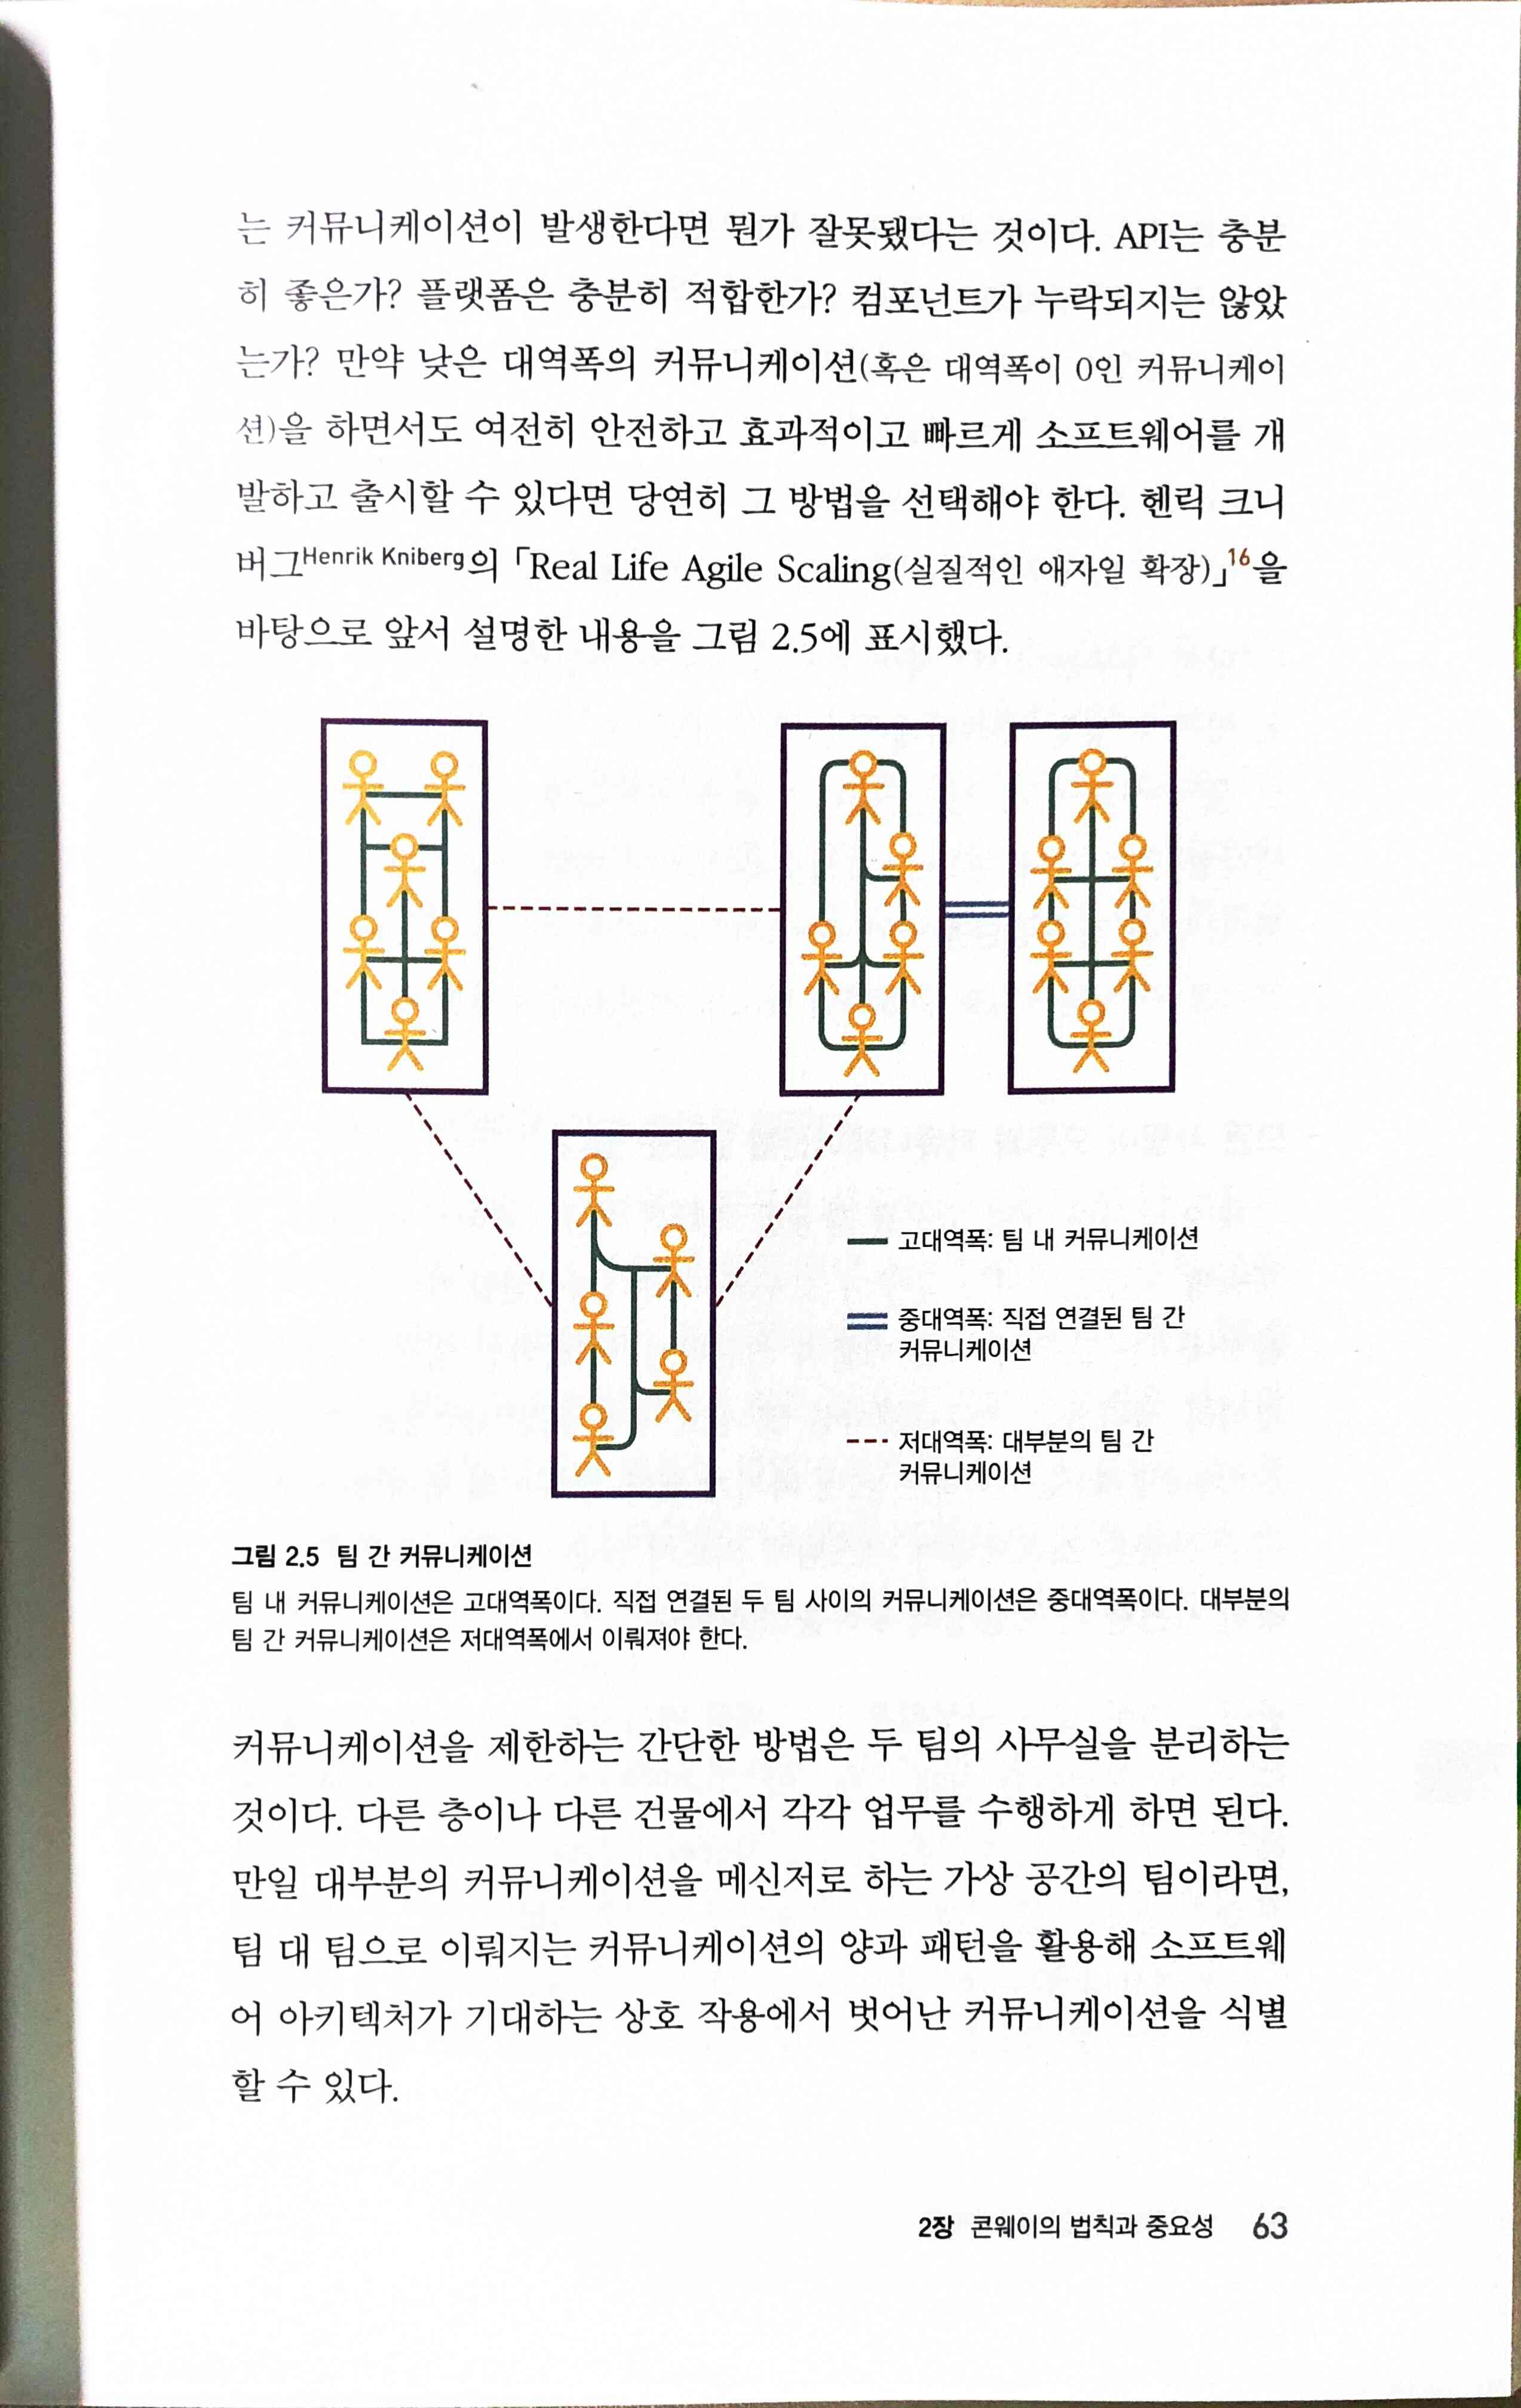 는 커뮤니케이션이 발생한다면 뭔가 잘못됐다는 것이다. API는 충분
히 좋은가? 플랫폼은 충분히 적합한가? 컴포넌트가 누락되지는 않았
는가? 만약 낮은 대역폭의 커뮤니케이션(혹은 대역폭이 0인 커뮤니케이
션)을 하면서도 여전히 안전하고 효과적이고 빠르게 소프트웨어를 개
발하고 출시할 수 있다면 당연히 그 방법을 선택해야 한다. 헨릭 크니
버그Henrik Kniberg의 「Real Life Agile Scaling(실질적인 애자일 확장)」16을
바탕으로 앞서 설명한 내용을 그림 2.5에 표시했다.
고대역폭: 팀 내 커뮤니케이션
중대역폭: 직접 연결된 팀 간
커뮤니케이션
저대역폭: 대부분의 팀 간
커뮤니케이션
그림 2.5 팀 간 커뮤니케이션
팀 내 커뮤니케이션은 고대역폭이다. 직접 연결된 두 팀 사이의 커뮤니케이션은 중대역폭이다. 대부분의
팀 간 커뮤니케이션은 저대역폭에서 이뤄져야 한다.
커뮤니케이션을 제한하는 간단한 방법은 두 팀의 사무실을 분리하는
것이다. 다른 층이나 다른 건물에서 각각 업무를 수행하게 하면 된다.
만일 대부분의 커뮤니케이션을 메신저로 하는 가상 공간의 팀이라면,
팀 대 팀으로 이뤄지는 커뮤니케이션의 양과 패턴을 활용해 소프트웨
어 아키텍처가 기대하는 상호 작용에서 벗어난 커뮤니케이션을 식별
할 수 있다.
2장 콘웨이의 법칙과 중요성 63